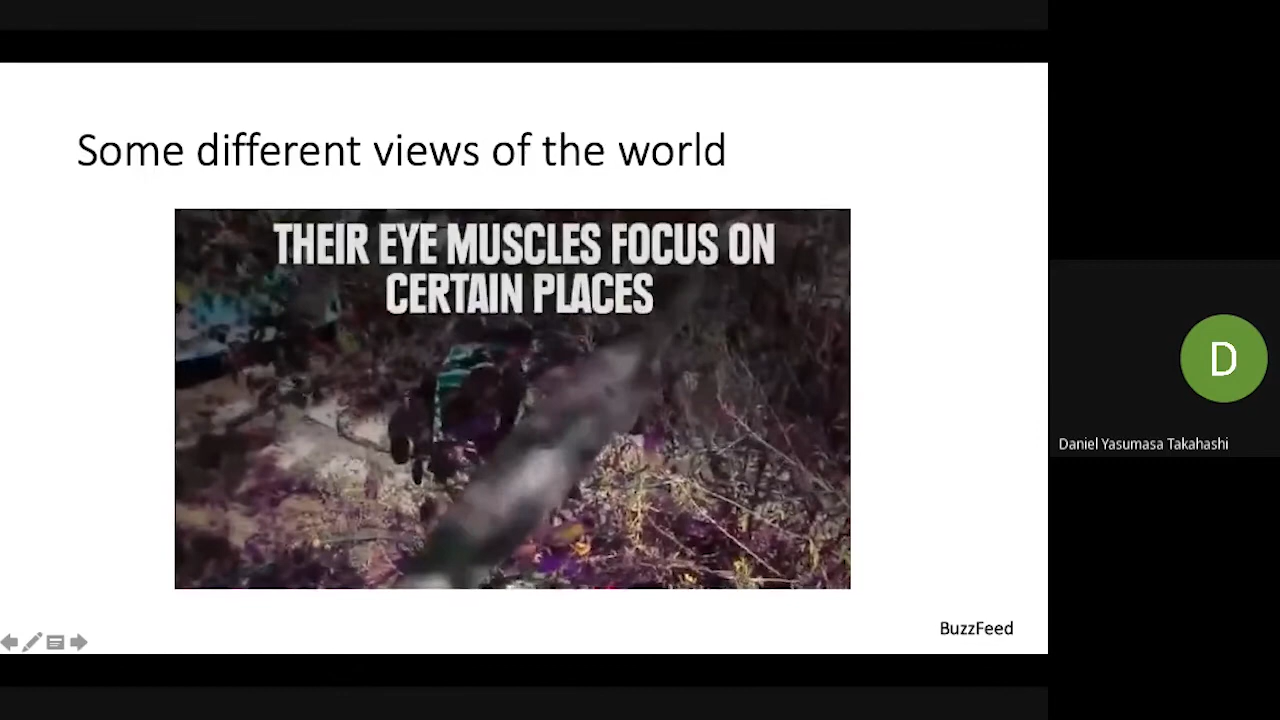 Some different views of the world
THEIR EYE MUSCLES FOCUS ON
CERTAIN PLACES
D
Daniel Yasumasa Takahashi
BuzzFeed